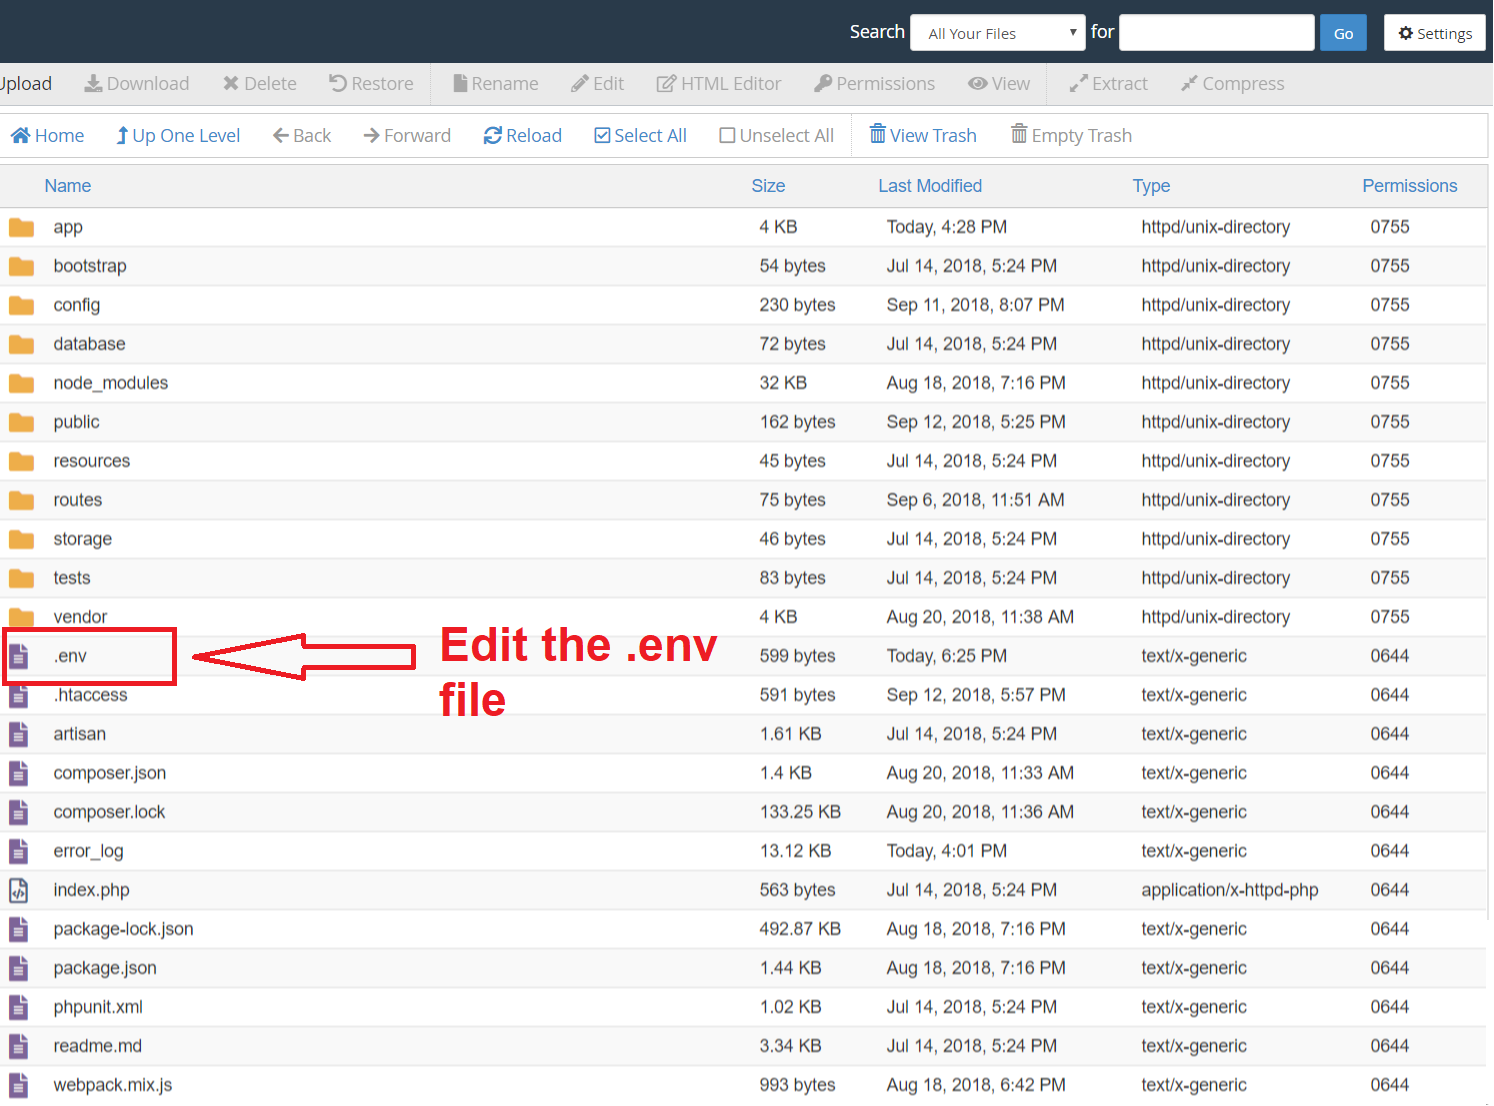 Search All Your Files for Go Settings
Upload Download Delete Restore Rename Edit HTML Editor Permissions View Extract Compress
Home Up One Level Back Forward Reload Select All Unselect All View Trash Empty Trash
Name Size Last Modified Type Permissions
app 4 KB Today, 4:28 PM httpd/unix-directory 0755
bootstrap 54 bytes Jul 14, 2018, 5:24 PM httpd/unix-directory 0755
config 230 bytes Sep 11, 2018, 8:07 PM httpd/unix-directory 0755
database 72 bytes Jul 14, 2018, 5:24 PM httpd/unix-directory 0755
node_modules 32 KB Aug 18, 2018, 7:16 PM httpd/unix-directory 0755
public 162 bytes Sep 12, 2018, 5:25 PM httpd/unix-directory 0755
resources 45 bytes Jul 14, 2018, 5:24 PM httpd/unix-directory 0755
routes 75 bytes Sep 6, 2018, 11:51 AM httpd/unix-directory 0755
storage 46 bytes Jul 14, 2018, 5:24 PM httpd/unix-directory 0755
tests 83 bytes Jul 14, 2018, 5:24 PM httpd/unix-directory 0755
vendor 4 KB Aug 20, 2018, 11:38 AM httpd/unix-directory 0755
.env 599 bytes Today, 6:25 PM text/x-generic 0644
Edit the .env
file
.htaccess 591 bytes Sep 12, 2018, 5:57 PM text/x-generic 0644
artisan 1.61 KB Jul 14, 2018, 5:24 PM text/x-generic 0644
composer.json 1.4 KB Aug 20, 2018, 11:33 AM text/x-generic 0644
composer.lock 133.25 KB Aug 20, 2018, 11:36 AM text/x-generic 0644
error_log 13.12 KB Today, 4:01 PM text/x-generic 0644
index.php 563 bytes Jul 14, 2018, 5:24 PM application/x-httpd-php 0644
package-lock.json 492.87 KB Aug 18, 2018, 7:16 PM text/x-generic 0644
package.json 1.44 KB Aug 18, 2018, 7:16 PM text/x-generic 0644
phpunit.xml 1.02 KB Jul 14, 2018, 5:24 PM text/x-generic 0644
readme.md 3.34 KB Jul 14, 2018, 5:24 PM text/x-generic 0644
webpack.mix.js 993 bytes Aug 18, 2018, 6:42 PM text/x-generic 0644